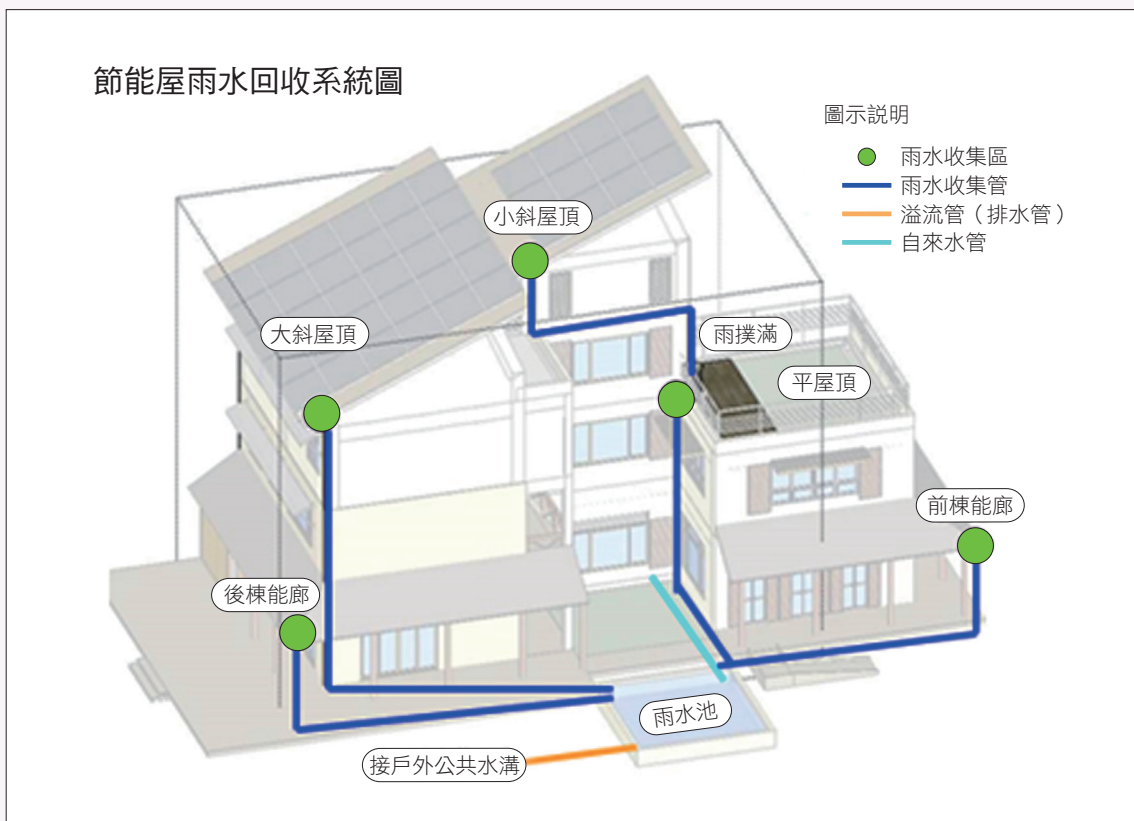 節能屋雨水回收系統圖
圖示説明
雨水收集區
雨水收集管
溢流管（排水管）
自來水管
小斜屋頂
大斜屋頂
雨撲滿
平屋頂
前棟能廊
後棟能廊
雨水池
接戶外公共水溝